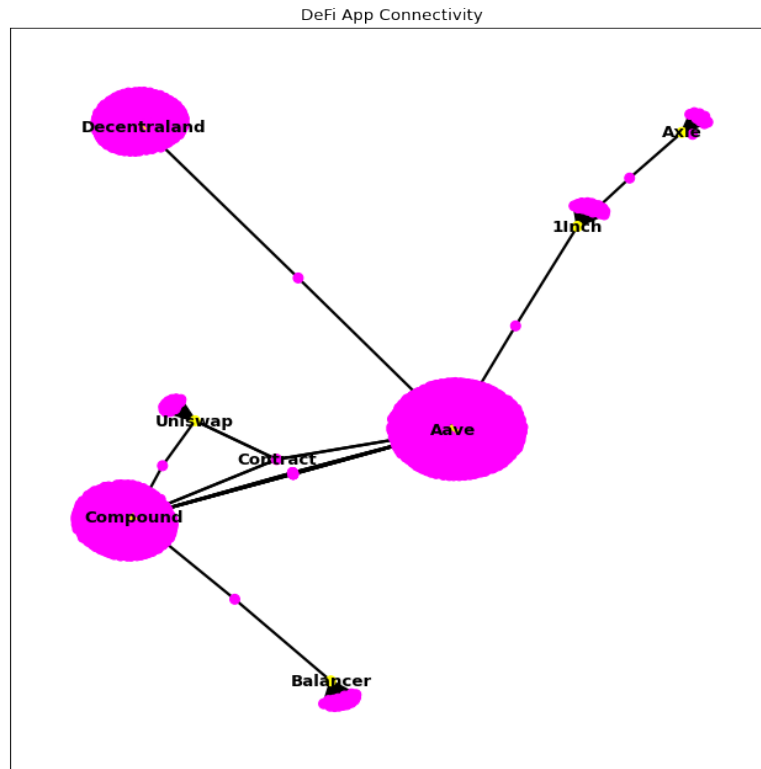 DeFi App Connectivity
Decentraland
Axie
1Inch
Uniswap
Aave
Contract
Compound
Balancer